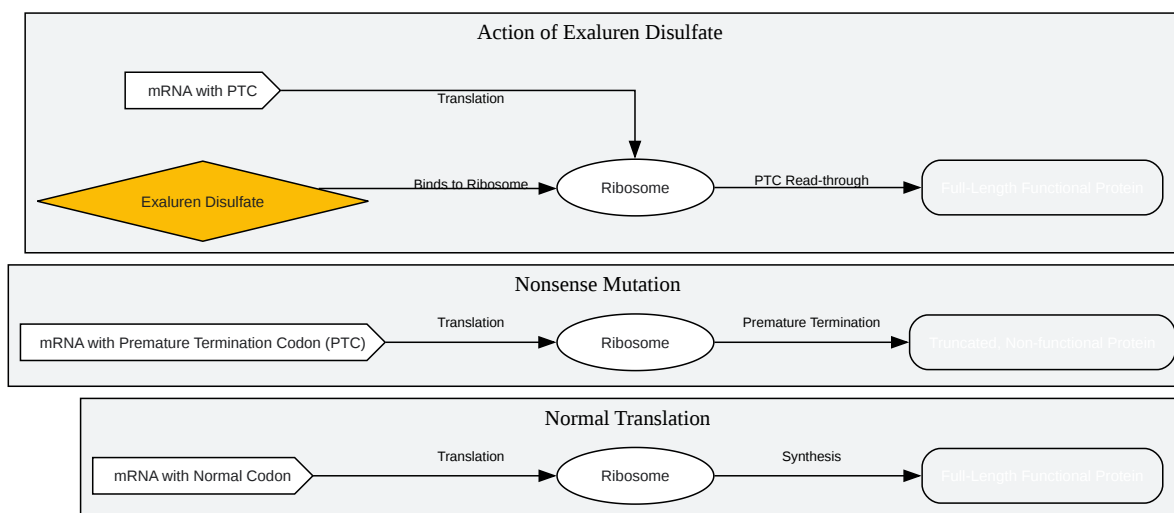 Action of Exaluren Disulfate
mRNA with PTC
Translation
Exaluren Disulfate
Binds to Ribosome
Ribosome
PTC Read-through
Full-Length Functional Protein
Nonsense Mutation
mRNA with Premature Termination Codon (PTC)
Translation
Ribosome
Premature Termination
Truncated, Non-functional Protein
Normal Translation
mRNA with Normal Codon
Translation
Ribosome
Synthesis
Full-Length Functional Protein